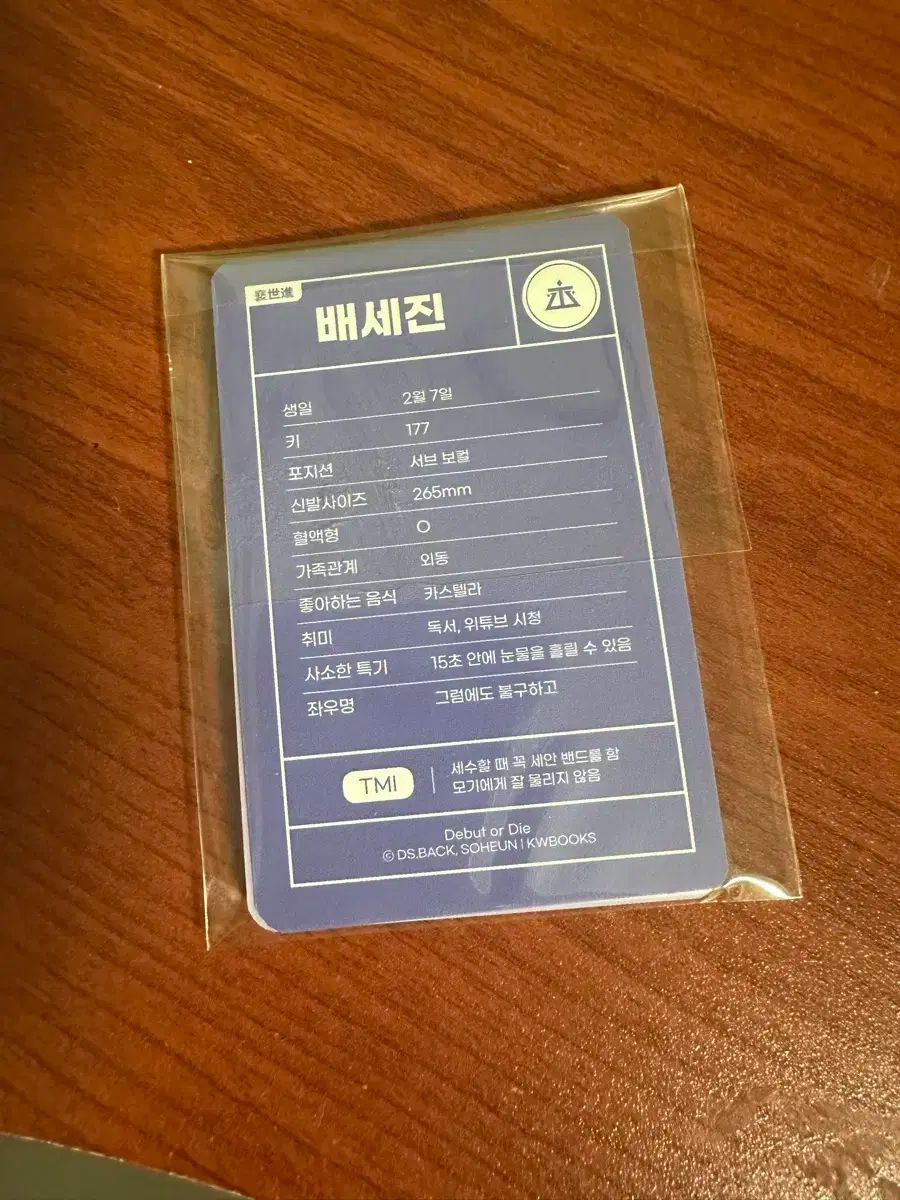 裵世進
배세진
생일 2월 7일
키 177
포지션 서브 보컬
신발사이즈 265mm
혈액형 O
가족관계 외동
좋아하는 음식 카스텔라
취미 독서, 위튜브 시청
사소한 특기 15초 안에 눈물을 흘릴 수 있음
좌우명 그럼에도 불구하고
TMI 세수할 때 꼭 세안 밴드를 함
모기에게 잘 물리지 않음
Debut or Die
© DS.BACK, SOHEUN | KWBOOKS